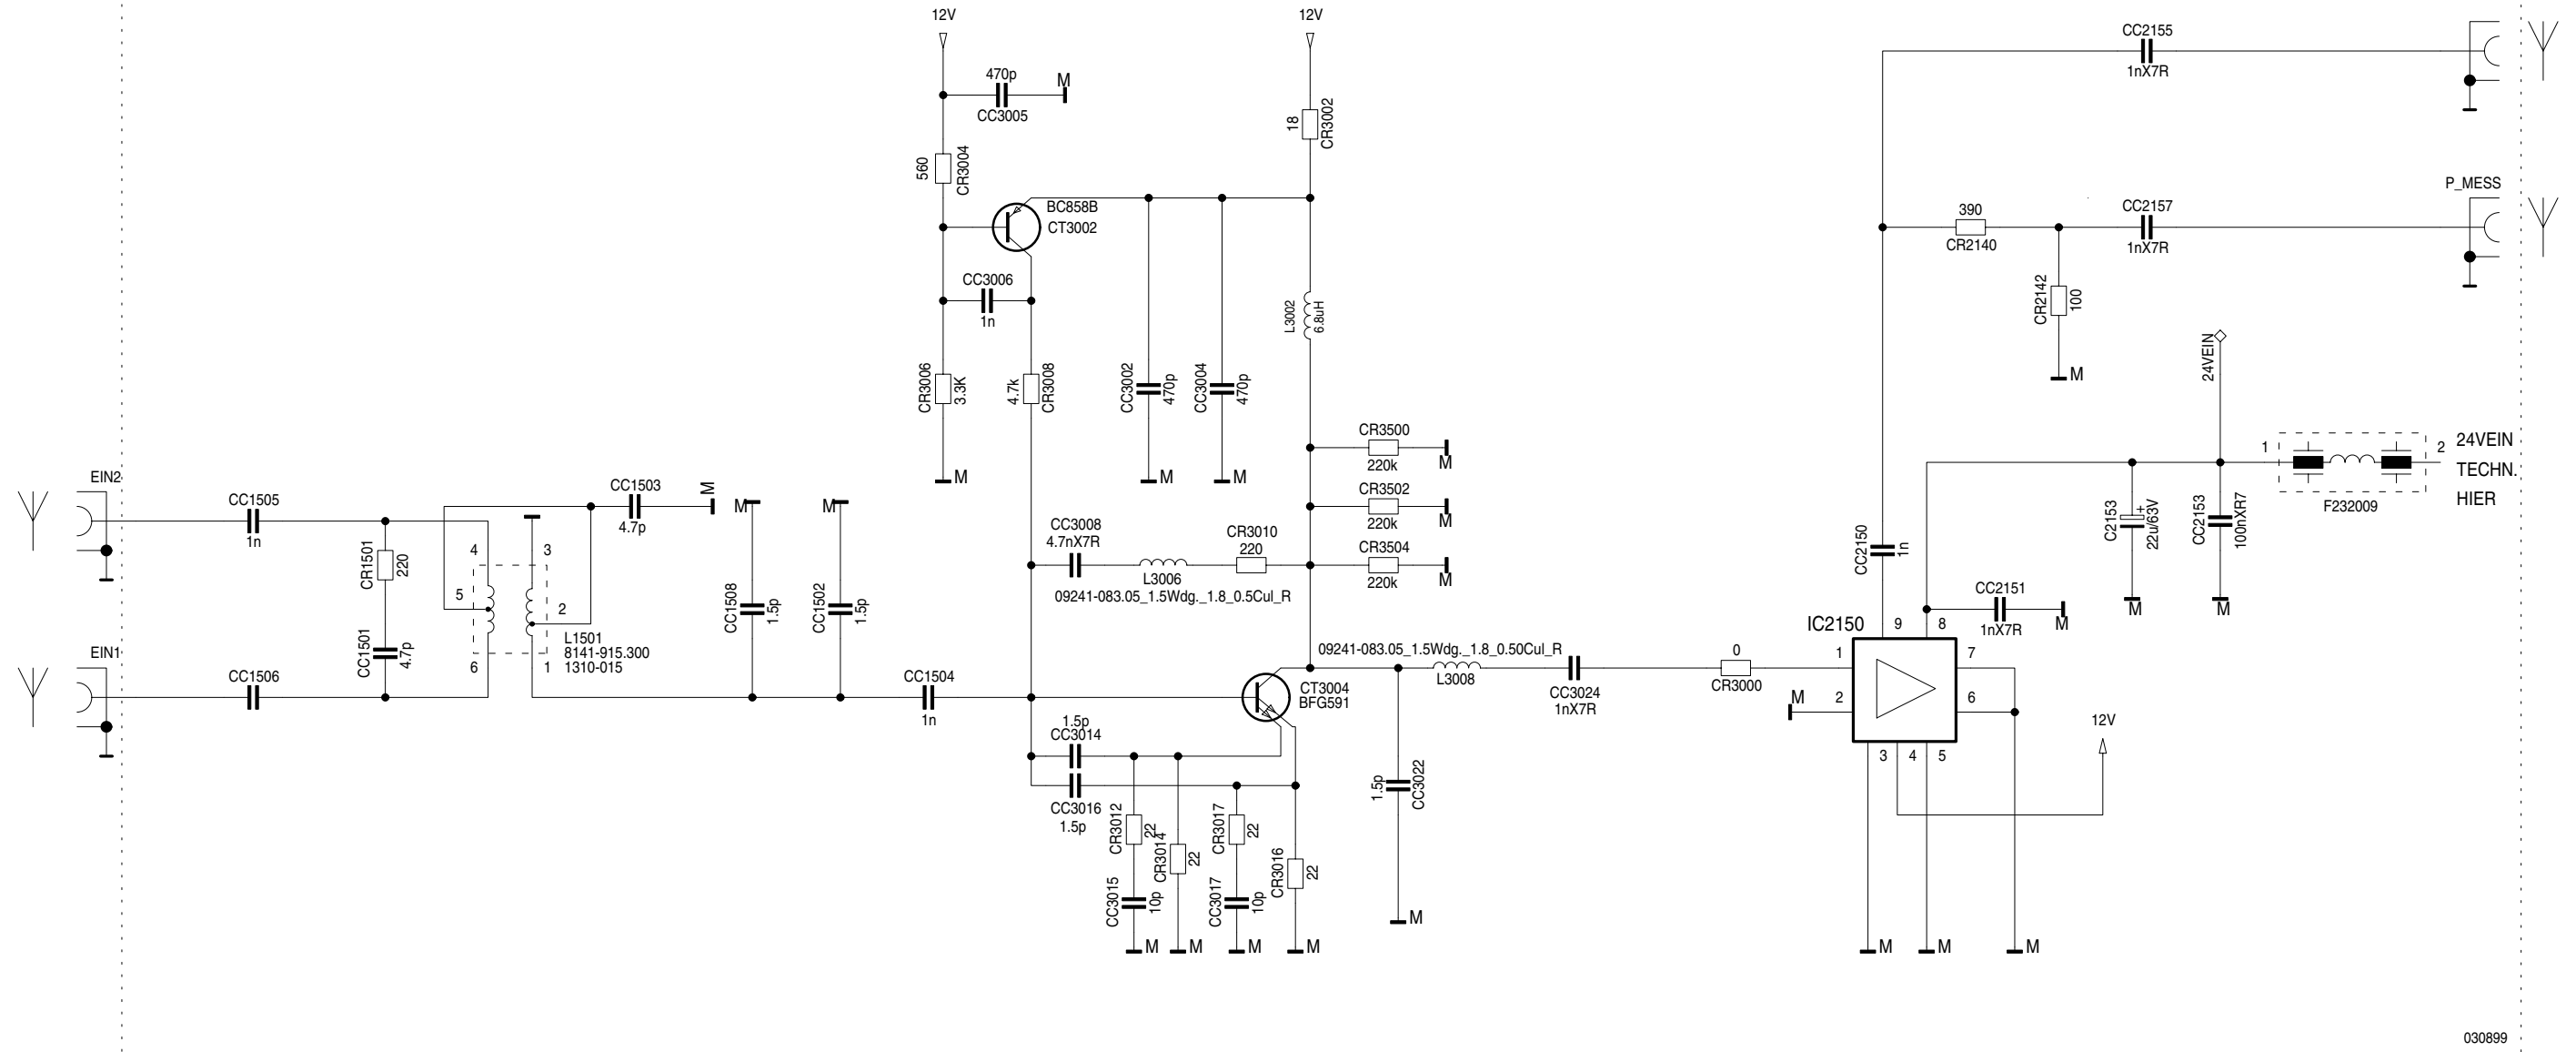 12V
12V
CC2155
1nX7R
470p
M
CC3005
18
CR3002
560
CR3004
BC858B
CT3002
P_MESS
CC2157
1nX7R
390
CR2140
CR2142
100
M
CC3006
1n
L3002
6.8uH
24VEIN
CR3006
3.3K
4.7k
CR3008
CC3002
470p
CC3004
470p
M
M
M
CR3500
220k
M
CR3502
220k
M
CR3504
220k
M
1
2
24VEIN
TECHN.
HIER
F232009
C2153
+
22u/63V
M
CC2153
100nXR7
M
EIN2
CC1505
1n
CR1501
220
CC1501
4.7p
CC1503
4.7p
M
4
3
5
2
6
1
L1501
8141-915.300
1310-015
M
CC1508
1.5p
M
CC1502
1.5p
CC3008
4.7nX7R
L3006
CR3010
220
09241-083.05_1.5Wdg._1.8_0.5Cul_R
CC2150
1n
CC2151
1nX7R
M
EIN1
CC1506
CC1504
1n
CT3004
BFG591
09241-083.05_1.5Wdg._1.8_0.50Cul_R
L3008
CC3024
1nX7R
0
CR3000
IC2150
9
8
1
7
M
2
6
3
4
5
12V
1.5p
CC3014
CC3016
1.5p
CR3012
22
CR3014
22
CR3017
22
CR3016
22
CC3015
10p
CC3017
10p
1.5p
CC3022
M
M
M
M
M
M
M
M
030899